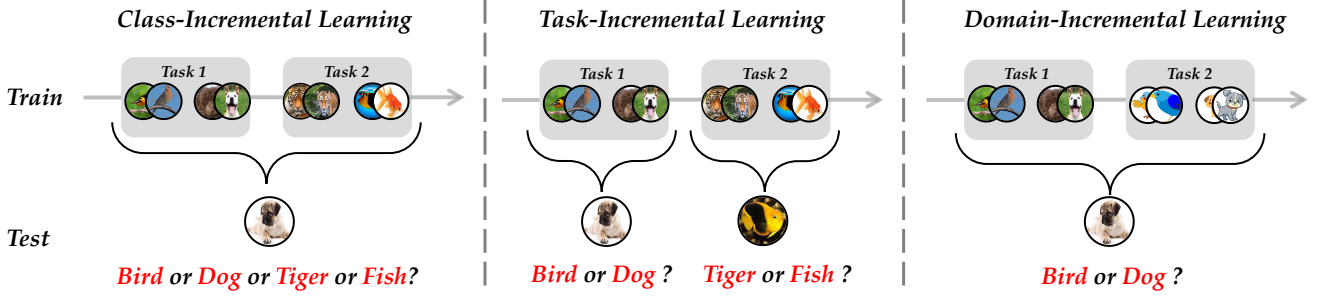 Class-Incremental Learning
Task-Incremental Learning
Domain-Incremental Learning
Train
Task 1
Task 2
Task 1
Task 2
Task 1
Task 2
Test
Bird or Dog or Tiger or Fish?
Bird or Dog ?
Tiger or Fish ?
Bird or Dog ?